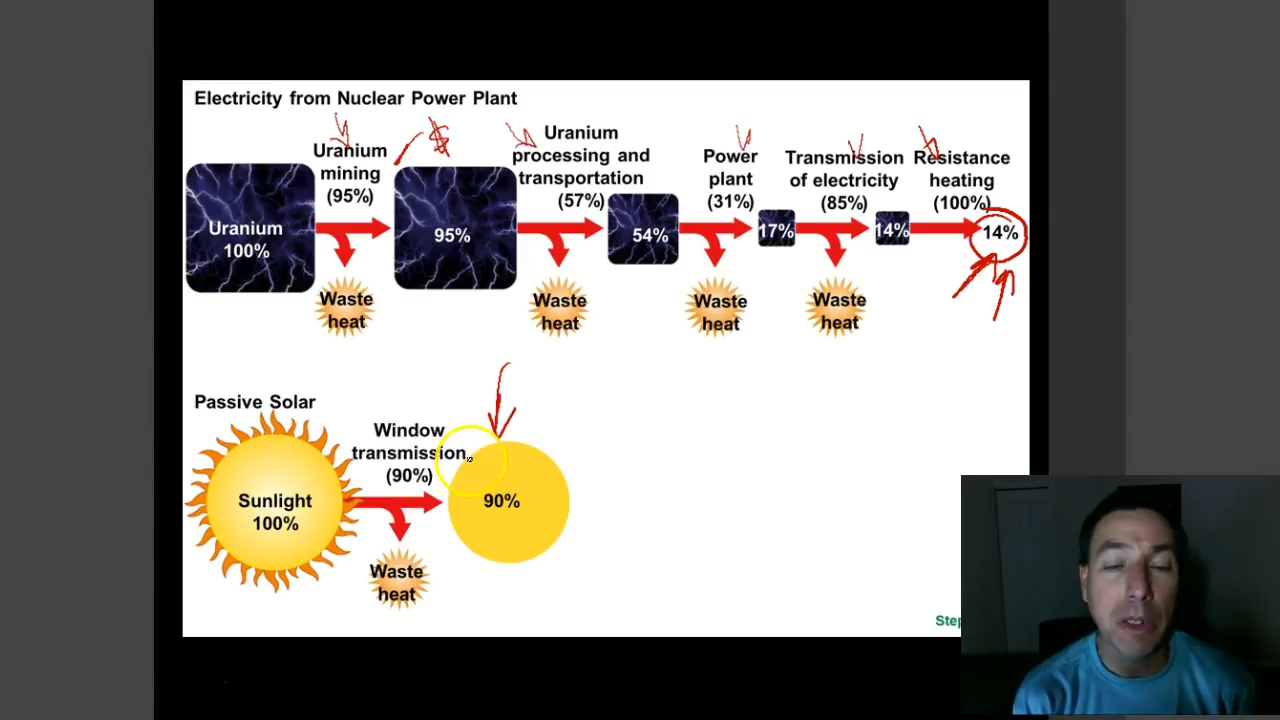 Electricity from Nuclear Power Plant
Uranium
mining
(95%)
$
Uranium
processing and
transportation
(57%)
Power
plant
(31%)
Transmission
of electricity
(85%)
Resistance
heating
(100%)
Uranium
100%
95%
54%
17%
14%
14%
Waste
heat
Waste
heat
Waste
heat
Waste
heat
Passive Solar
Window
transmission
(90%)
Sunlight
100%
90%
Waste
heat
Step